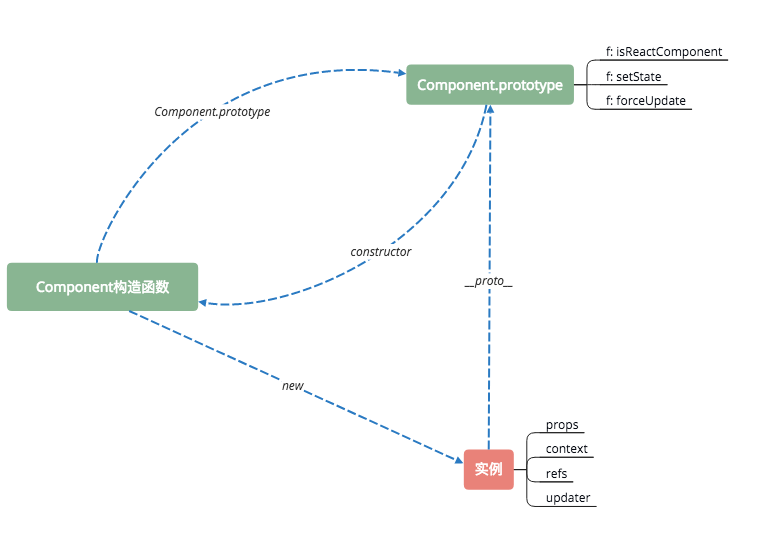 f: isReactComponent
Component.prototype
f: setState
f: forceUpdate
Component.prototype
constructor
__proto__
Component构造函数
new
props
context
实例
refs
updater